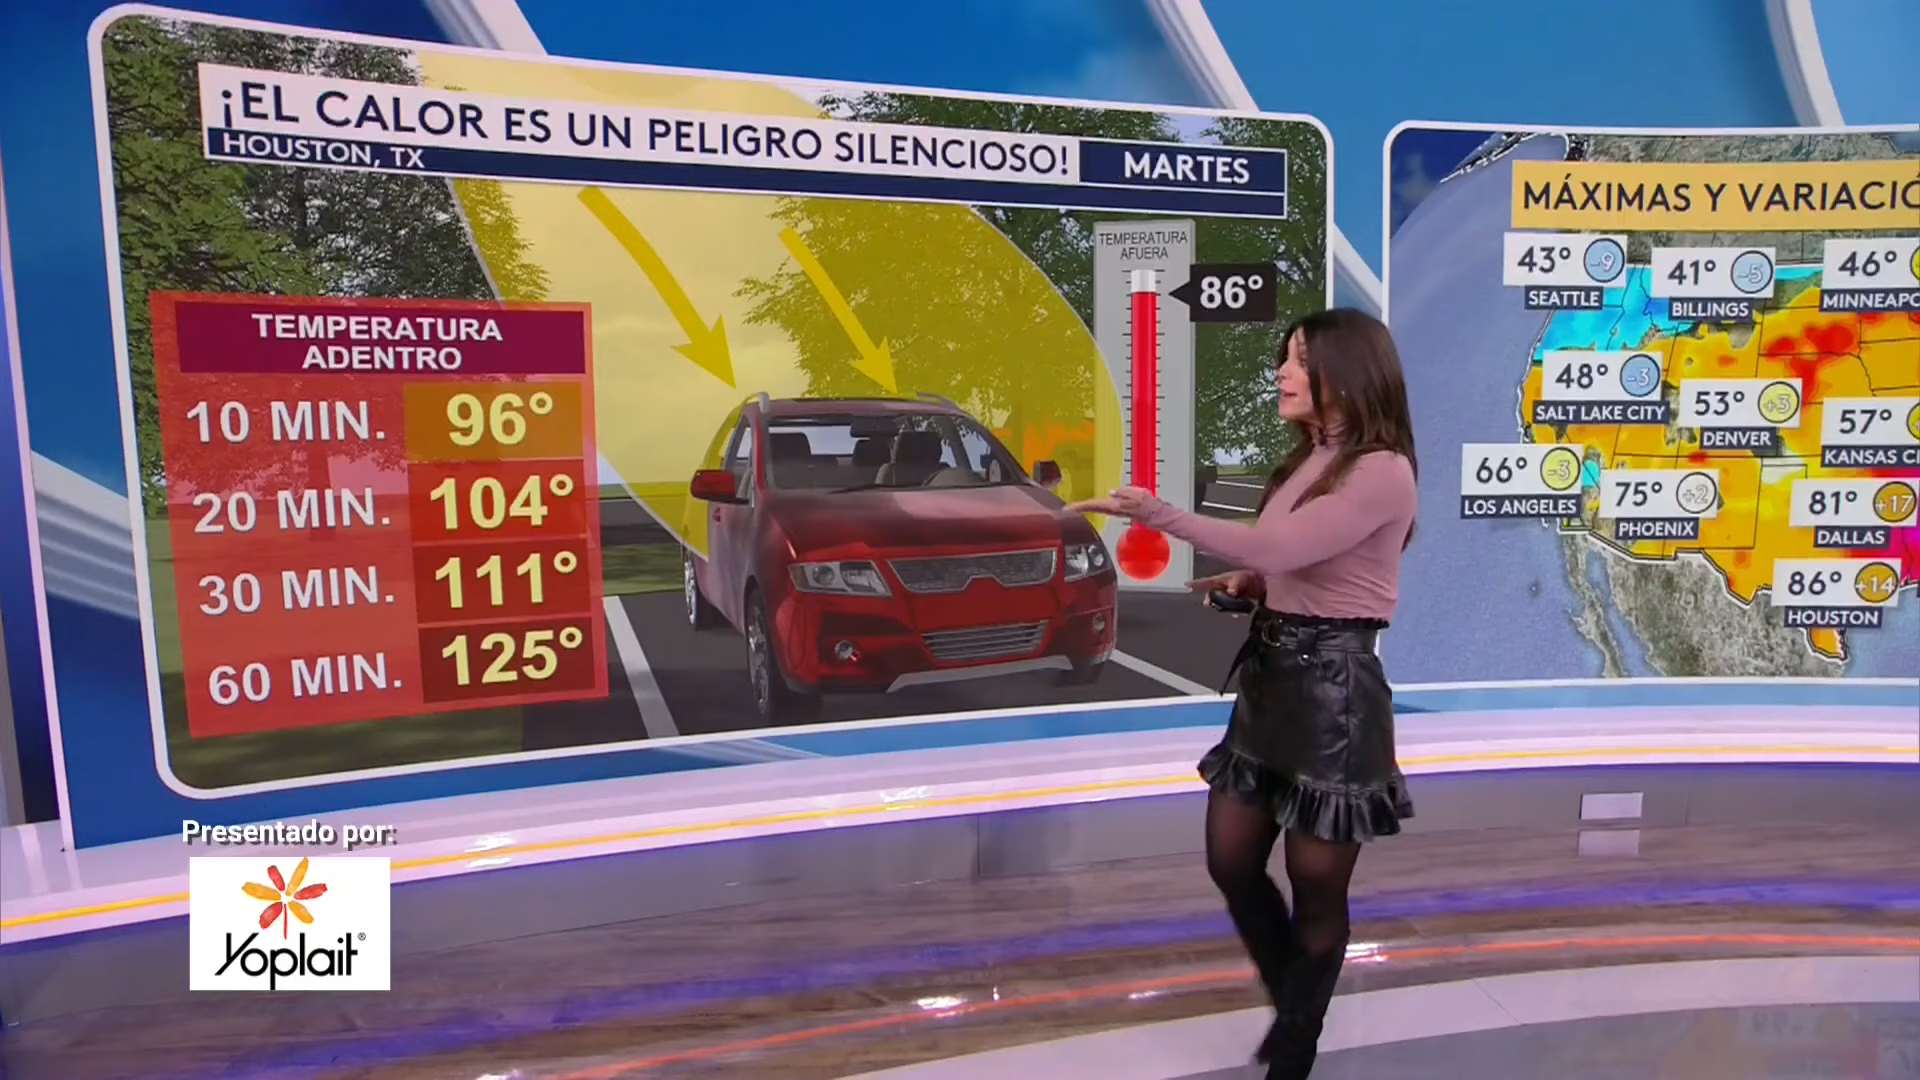 ¡EL CALOR ES UN PELIGRO SILENCIOSO!
HOUSTON, TX
MARTES
TEMPERATURA
AFUERA
86°
TEMPERATURA
ADENTRO
10 MIN. 96°
20 MIN. 104°
30 MIN. 111°
60 MIN. 125°
MÁXIMAS Y VARIACIÓ
43° -9
SEATTLE
41° -5
BILLINGS
46°
MINNEAPO
48° -3
SALT LAKE CITY
53° +3
DENVER
57°
KANSAS CI
66° -3
LOS ANGELES
75° +2
PHOENIX
81° +17
DALLAS
86° +14
HOUSTON
Presentado por:
Yoplait®